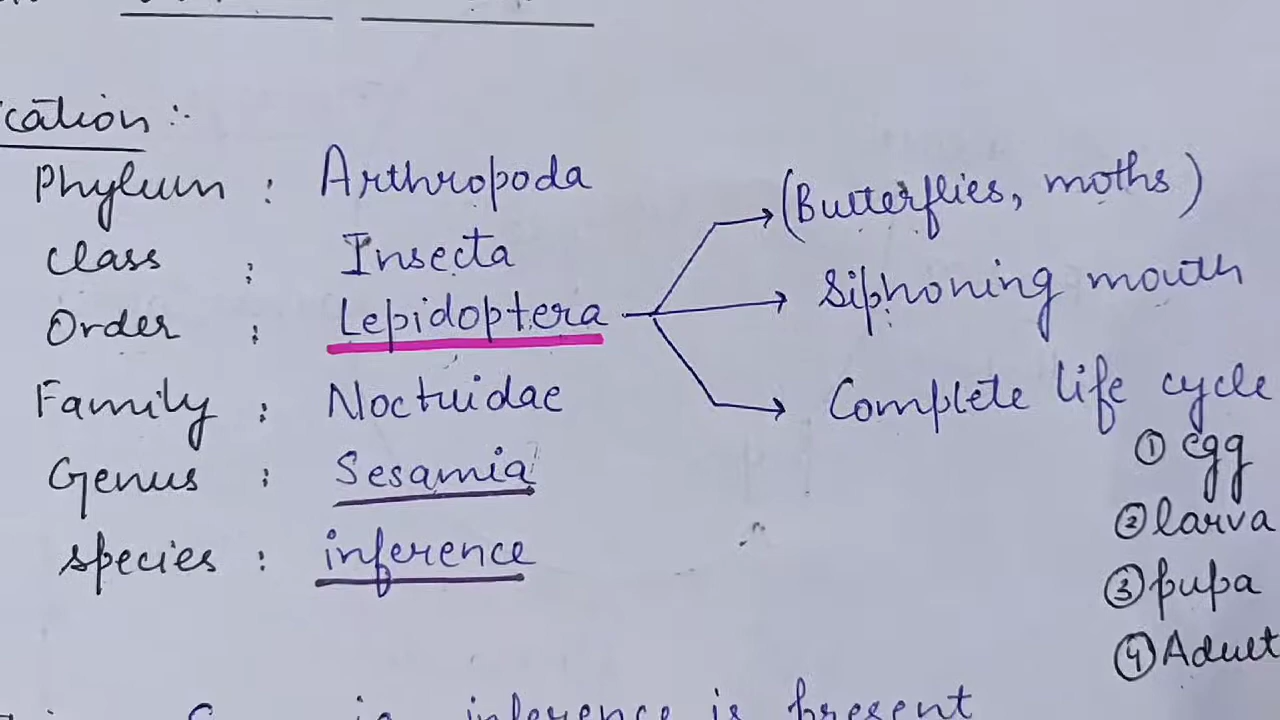 cation :-
Phylum : Arthropoda
Class : Insecta
Order : Lepidoptera
Family : Noctuidae
Genus : Sesamia
species : inference
(Butterflies, moths)
Siphoning mouth
Complete life cycle
① egg
② larva
③ pupa
④ Adult
inference is present